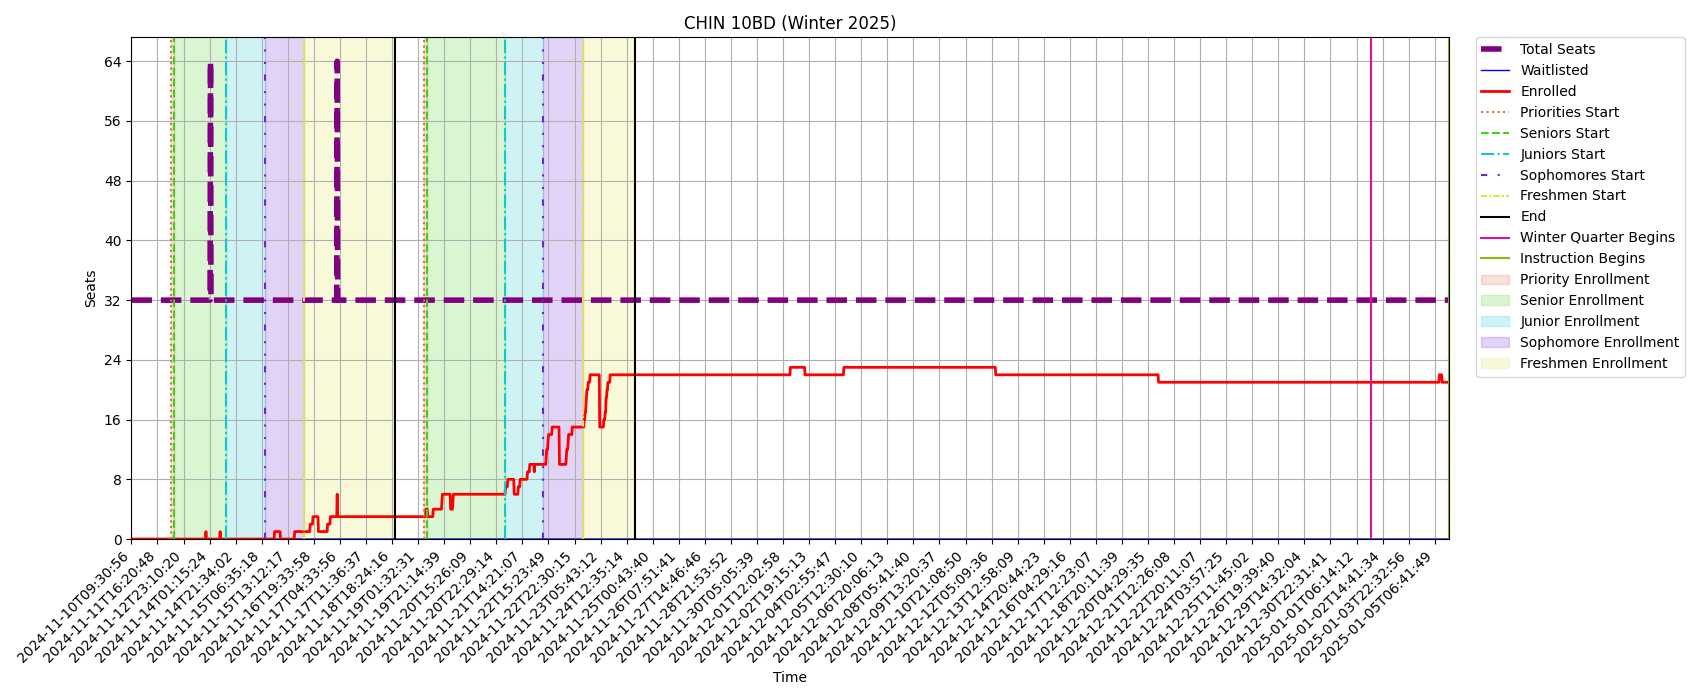 CHIN 10BD (Winter 2025)
Seats
64
56
48
40
32
24
16
8
0
2024-11-10T09:30:56
2024-11-11T16:20:48
2024-11-12T23:10:20
2024-11-14T01:15:24
2024-11-14T21:34:02
2024-11-15T06:35:18
2024-11-15T13:12:17
2024-11-16T19:33:58
2024-11-17T04:33:56
2024-11-17T11:36:37
2024-11-18T18:24:16
2024-11-19T01:32:31
2024-11-19T21:14:39
2024-11-20T15:26:09
2024-11-20T22:29:14
2024-11-21T14:21:07
2024-11-22T15:23:49
2024-11-22T22:30:15
2024-11-23T05:43:12
2024-11-24T12:35:14
2024-11-25T00:43:40
2024-11-26T07:51:41
2024-11-27T14:46:46
2024-11-28T21:53:52
2024-11-30T05:05:39
2024-12-01T12:02:58
2024-12-02T19:15:13
2024-12-04T02:55:47
2024-12-05T12:30:10
2024-12-06T20:06:13
2024-12-08T05:41:40
2024-12-09T13:20:37
2024-12-10T21:08:50
2024-12-12T05:09:36
2024-12-13T12:58:09
2024-12-14T20:44:23
2024-12-16T04:29:16
2024-12-17T12:23:07
2024-12-18T20:11:39
2024-12-20T04:29:35
2024-12-21T12:26:08
2024-12-22T20:11:07
2024-12-24T03:57:25
2024-12-25T11:45:02
2024-12-26T19:39:40
2024-12-29T14:32:04
2024-12-30T22:31:41
2025-01-01T06:14:12
2025-01-02T14:41:34
2025-01-03T22:32:56
2025-01-05T06:41:49
Time
Total Seats
Waitlisted
Enrolled
Priorities Start
Seniors Start
Juniors Start
Sophomores Start
Freshmen Start
End
Winter Quarter Begins
Instruction Begins
Priority Enrollment
Senior Enrollment
Junior Enrollment
Sophomore Enrollment
Freshmen Enrollment